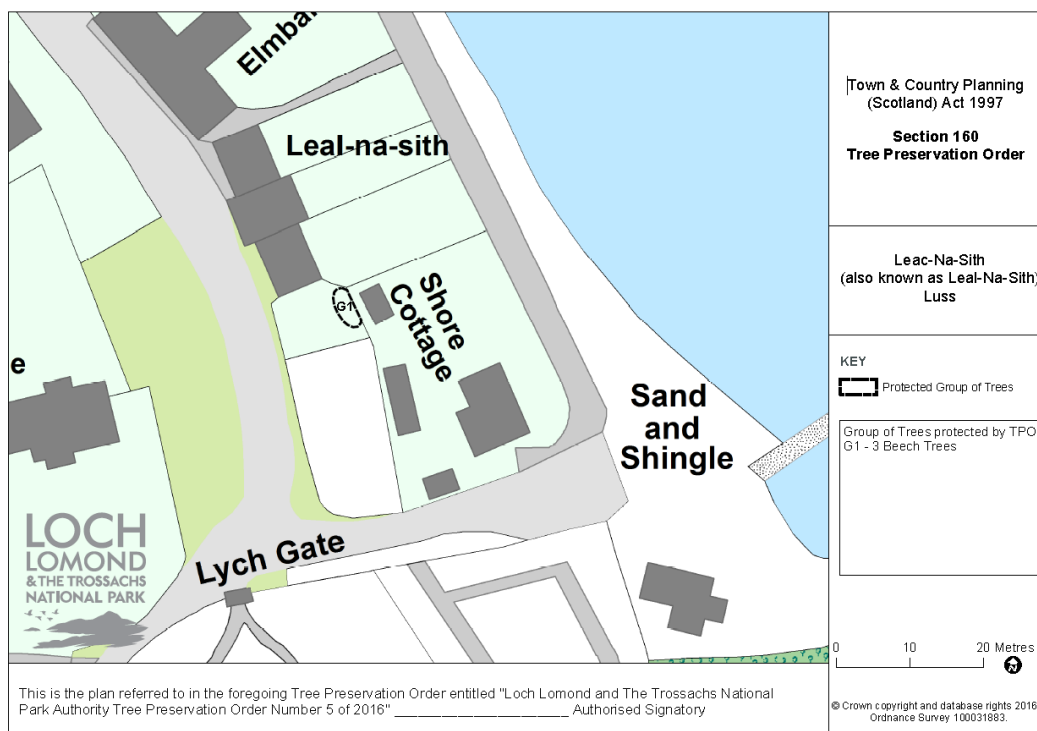 Elmba
Leal-na-sith
G1
Shore
Cottage
e
Sand
and
Shingle
Lych Gate
LOCH
LOMOND
& THE TROSSACHS
NATIONAL PARK
Town & Country Planning
(Scotland) Act 1997
Section 160
Tree Preservation Order
Leac-Na-Sith
(also known as Leal-Na-Sith)
Luss
KEY
Protected Group of Trees
Group of Trees protected by TPO
G1 - 3 Beech Trees
0 10 20 Metres
© Crown copyright and database rights 2016
Ordnance Survey 100031883.
This is the plan referred to in the foregoing Tree Preservation Order entitled "Loch Lomond and The Trossachs National
Park Authority Tree Preservation Order Number 5 of 2016" ________________________ Authorised Signatory